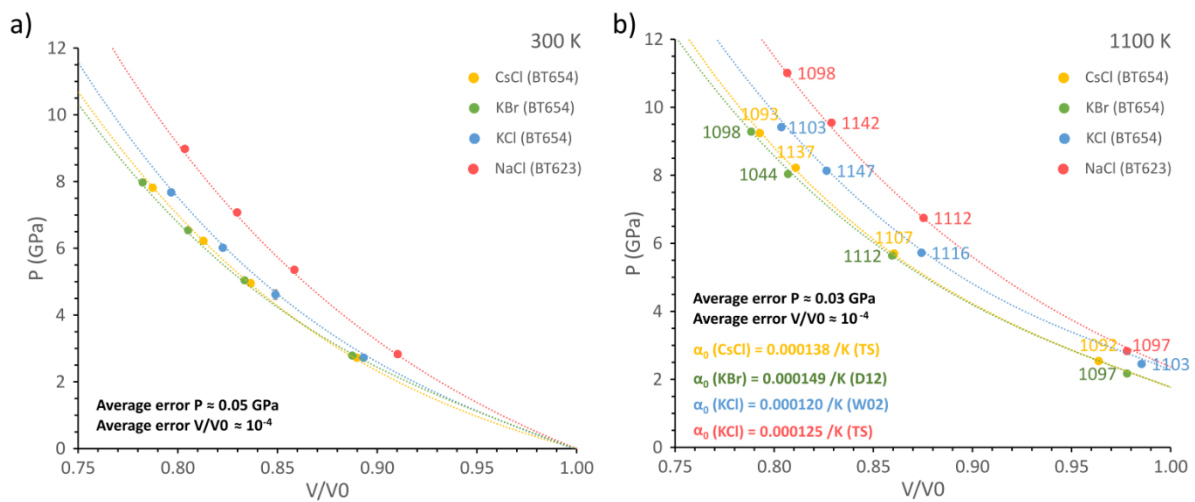 a)
300 K
12
10
8
6
4
2
0
P (GPa)
CsCl (BT654)
KBr (BT654)
KCl (BT654)
NaCl (BT623)
Average error P ≈ 0.05 GPa
Average error V/V0 ≈ 10⁻⁴
0.75 0.80 0.85 0.90 0.95 1.00
V/V0
b)
1100 K
12
10
8
6
4
2
0
P (GPa)
CsCl (BT654)
KBr (BT654)
KCl (BT654)
NaCl (BT623)
1098
1142
1093
1098
1103
1137
1044
1147
1112
1107
1112
1116
1092
1097
1097
1103
Average error P ≈ 0.03 GPa
Average error V/V0 ≈ 10⁻⁴
α₀ (CsCl) = 0.000138 /K (TS)
α₀ (KBr) = 0.000149 /K (D12)
α₀ (KCl) = 0.000120 /K (W02)
α₀ (KCl) = 0.000125 /K (TS)
0.75 0.80 0.85 0.90 0.95 1.00
V/V0